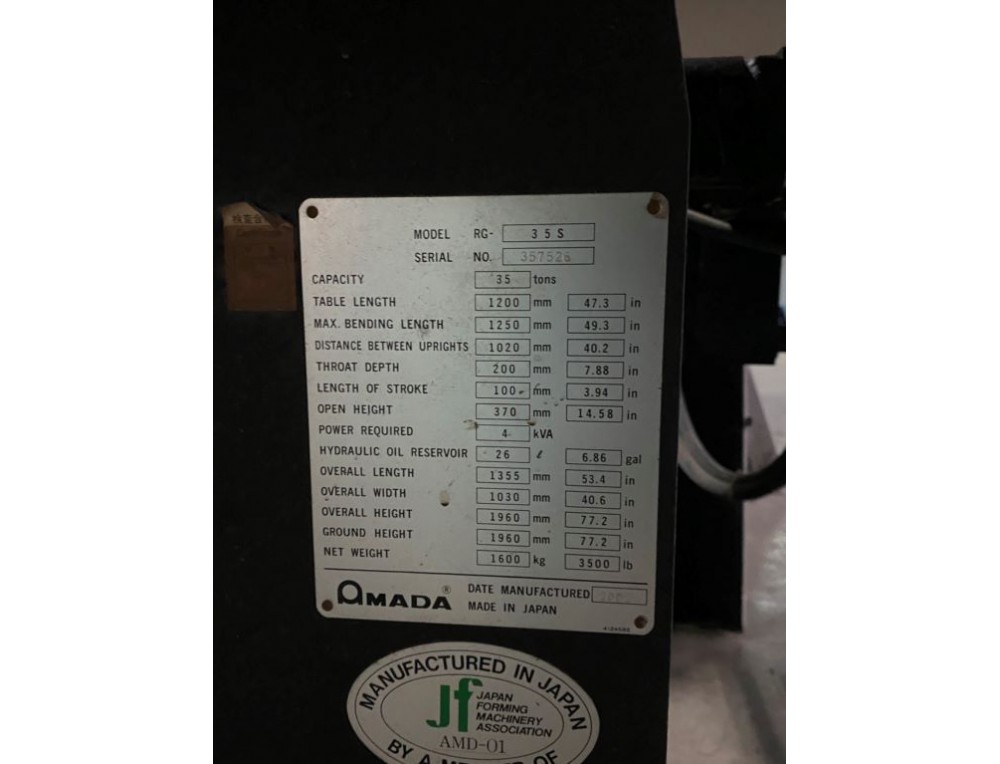 MODEL RG- 35S
SERIAL NO. 357526
CAPACITY 35 tons
TABLE LENGTH 1200 mm 47.3 in
MAX. BENDING LENGTH 1250 mm 49.3 in
DISTANCE BETWEEN UPRIGHTS 1020 mm 40.2 in
THROAT DEPTH 200 mm 7.88 in
LENGTH OF STROKE 100 mm 3.94 in
OPEN HEIGHT 370 mm 14.58 in
POWER REQUIRED 4 kVA
HYDRAULIC OIL RESERVOIR 26 ℓ 6.86 gal
OVERALL LENGTH 1355 mm 53.4 in
OVERALL WIDTH 1030 mm 40.6 in
OVERALL HEIGHT 1960 mm 77.2 in
GROUND HEIGHT 1960 mm 77.2 in
NET WEIGHT 1600 kg 3500 lb
AMADA ® DATE MANUFACTURED
MADE IN JAPAN
MANUFACTURED IN JAPAN
Jf JAPAN
FORMING
MACHINERY
ASSOCIATION
AMD-01
BY A MEMBER OF